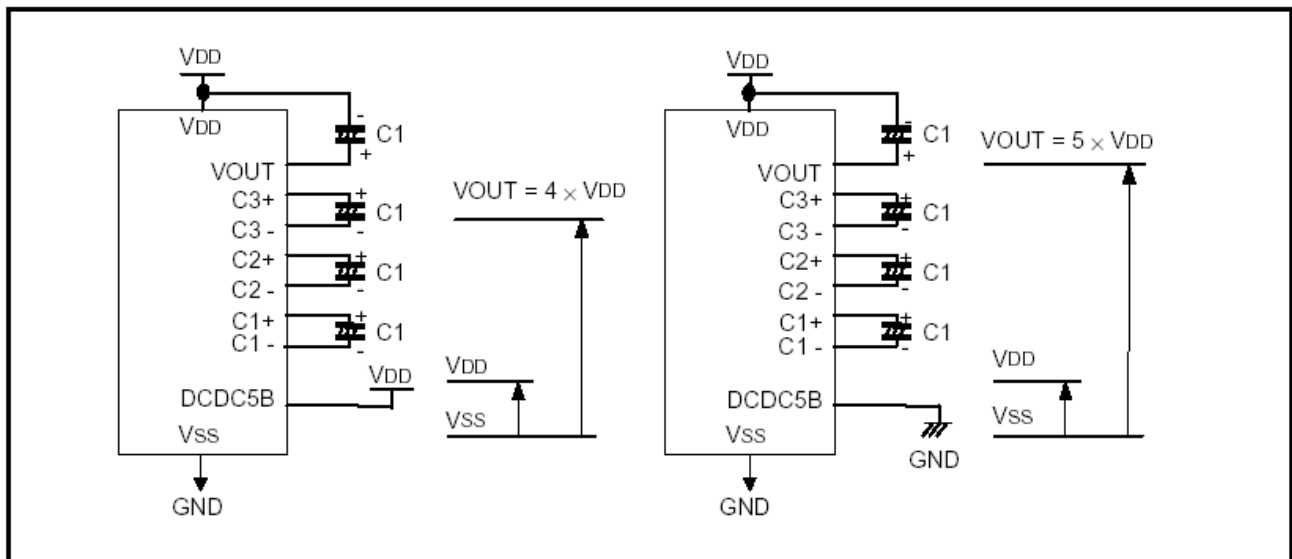 VDD
VDD
- C1
+
VOUT
C3+ +
C1
C3 - -
C2+ +
C1
C2 - -
C1+ +
C1
C1 - -
VDD
DCDC5B
VSS
GND
VOUT = 4 × VDD
VDD
VSS
VDD
VDD
- C1
+
VOUT
C3+ +
C1
C3 - -
C2+ +
C1
C2 - -
C1+ +
C1
C1 - -
DCDC5B
GND
VSS
GND
VOUT = 5 × VDD
VDD
VSS